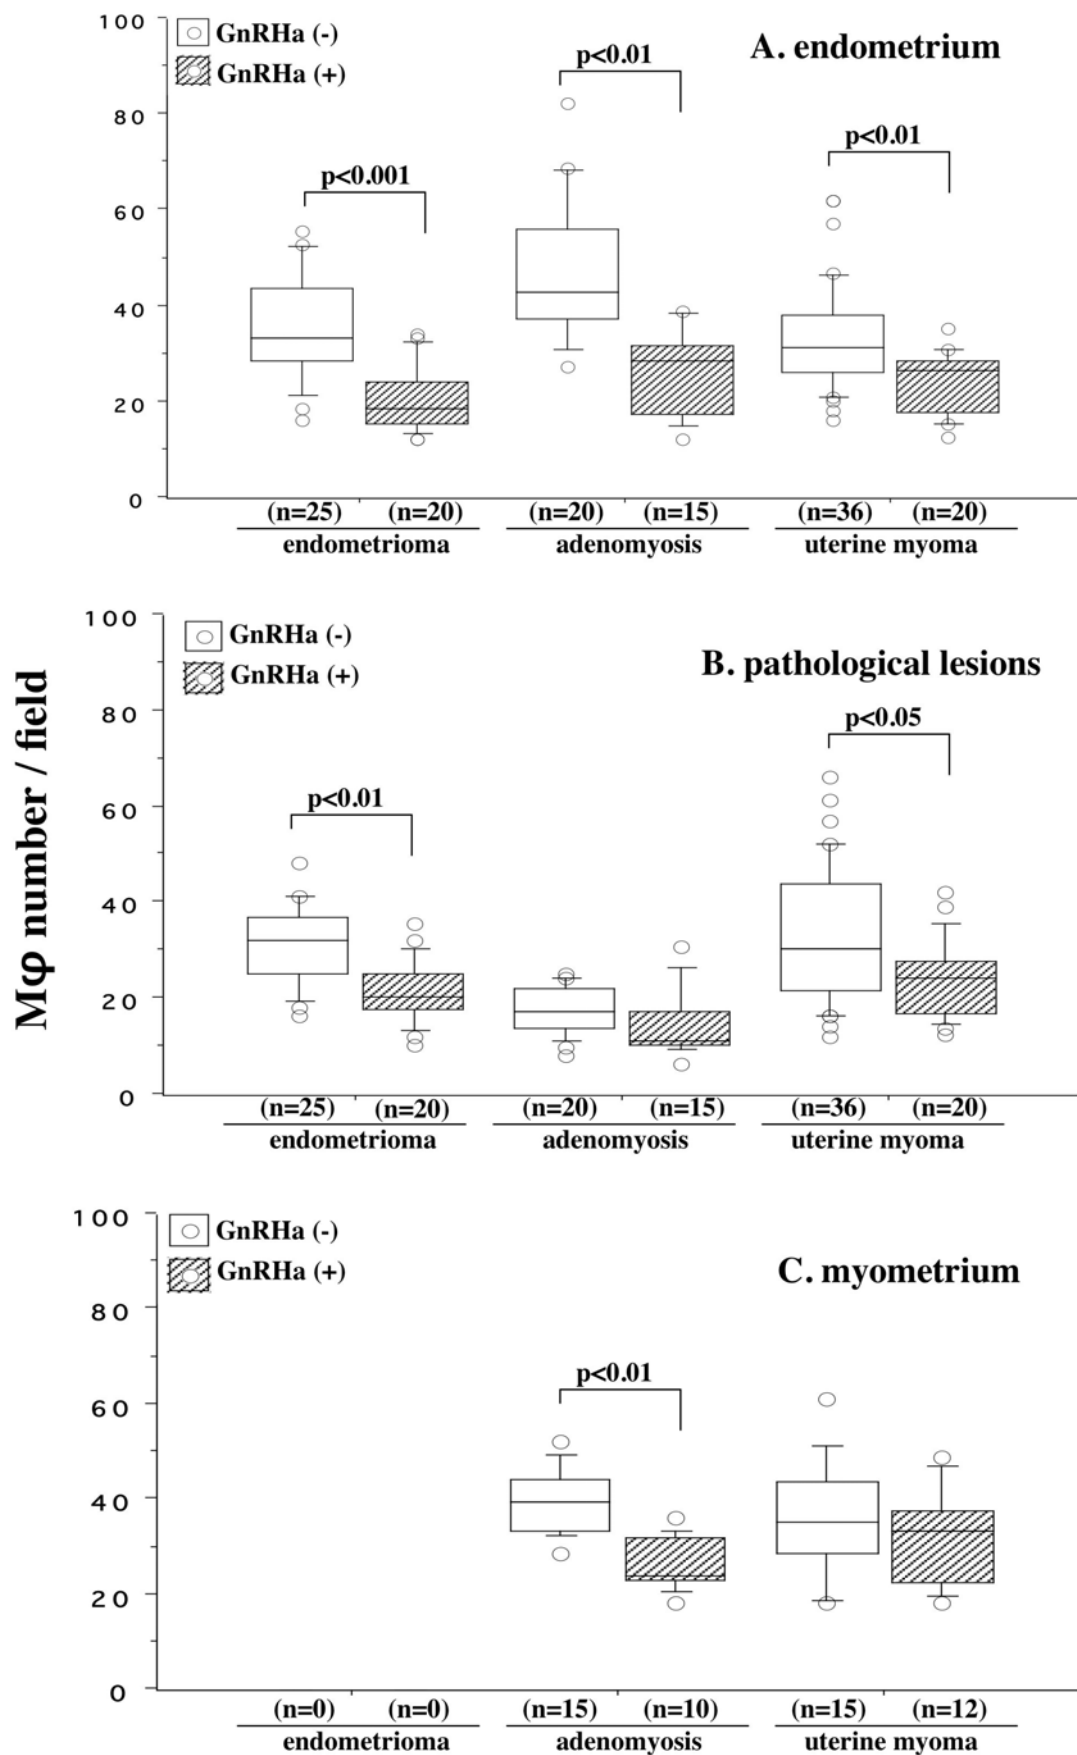 Mφ number / field
100
80
60
40
20
0
GnRHa (-)
GnRHa (+)
A. endometrium
p<0.001
p<0.01
p<0.01
(n=25) (n=20) (n=20) (n=15) (n=36) (n=20)
endometrioma adenomyosis uterine myoma
100
80
60
40
20
0
GnRHa (-)
GnRHa (+)
B. pathological lesions
p<0.01
p<0.05
(n=25) (n=20) (n=20) (n=15) (n=36) (n=20)
endometrioma adenomyosis uterine myoma
100
80
60
40
20
0
GnRHa (-)
GnRHa (+)
C. myometrium
p<0.01
(n=0) (n=0) (n=15) (n=10) (n=15) (n=12)
endometrioma adenomyosis uterine myoma